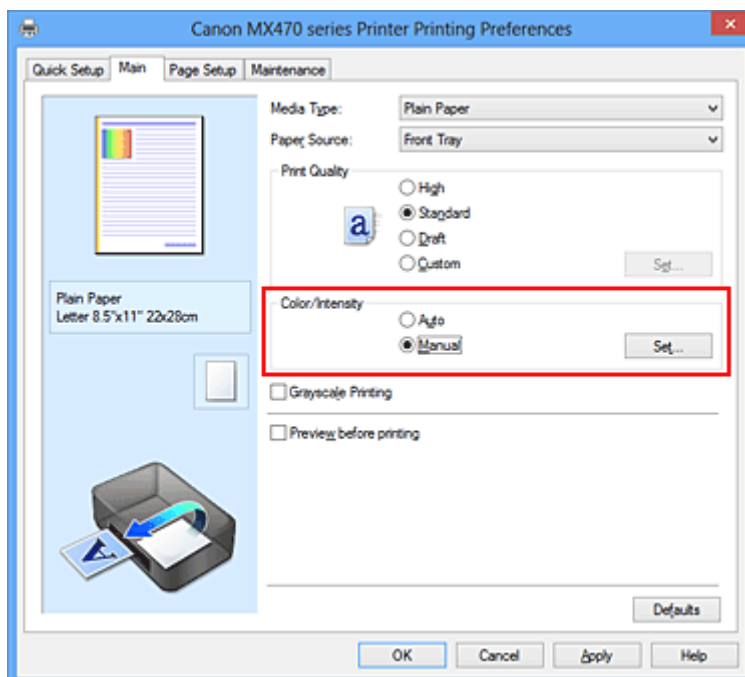 Canon MX470 series Printer Printing Preferences
Quick Setup Main Page Setup Maintenance
Media Type: Plain Paper
Paper Source: Front Tray
Print Quality
High
a Standard
Draft
Custom Set...
Plain Paper
Letter 8.5"x11" 22x28cm
Color/Intensity
Auto
Manual Set...
Grayscale Printing
Preview before printing
A
Defaults
OK Cancel Apply Help